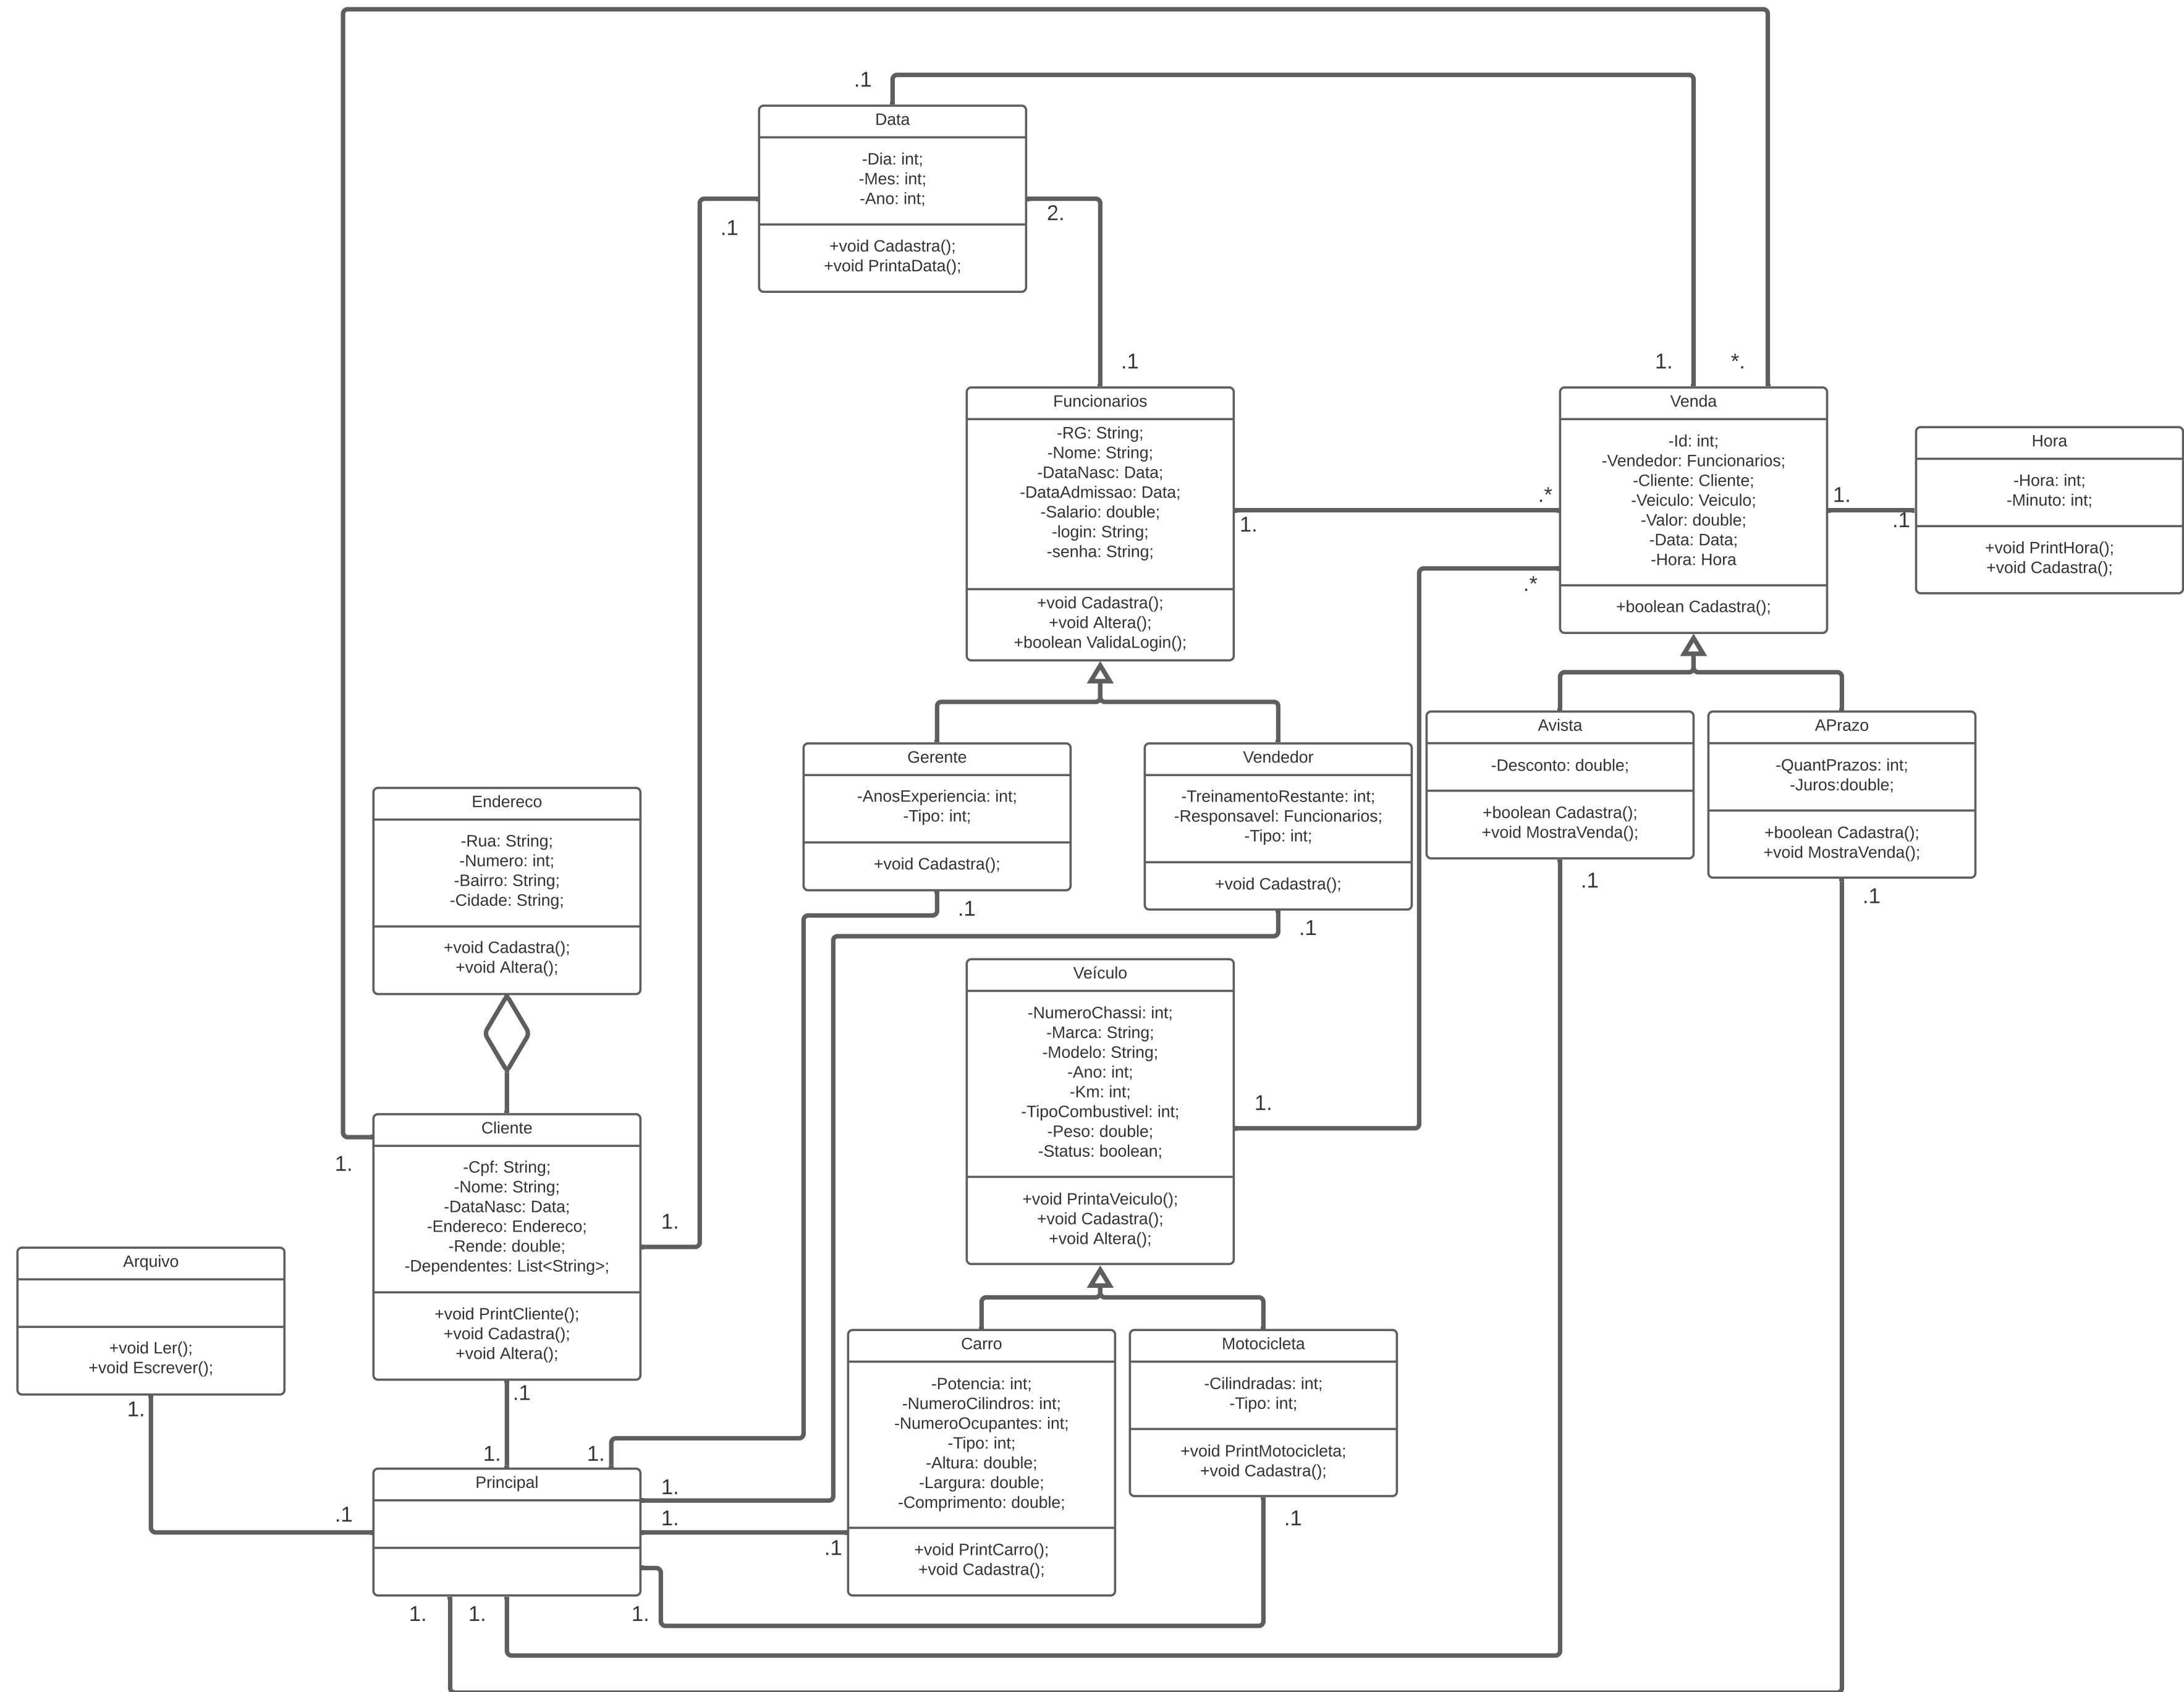 .1
Data
-Dia: int;
-Mes: int;
-Ano: int;
+void Cadastra();
+void PrintaData();
.1
2.
.1
1.
*.
Funcionarios
-RG: String;
-Nome: String;
-DataNasc: Data;
-DataAdmissao: Data;
-Salario: double;
-login: String;
-senha: String;
+void Cadastra();
+void Altera();
+boolean ValidaLogin();
1.
.*
.*
Venda
-Id: int;
-Vendedor: Funcionarios;
-Cliente: Cliente;
-Veiculo: Veiculo;
-Valor: double;
-Data: Data;
-Hora: Hora
+boolean Cadastra();
1.
.1
Hora
-Hora: int;
-Minuto: int;
+void PrintHora();
+void Cadastra();
Gerente
-AnosExperiencia: int;
-Tipo: int;
+void Cadastra();
.1
Vendedor
-TreinamentoRestante: int;
-Responsavel: Funcionarios;
-Tipo: int;
+void Cadastra();
.1
Avista
-Desconto: double;
+boolean Cadastra();
+void MostraVenda();
.1
APrazo
-QuantPrazos: int;
-Juros:double;
+boolean Cadastra();
+void MostraVenda();
.1
Endereco
-Rua: String;
-Numero: int;
-Bairro: String;
-Cidade: String;
+void Cadastra();
+void Altera();
Veículo
-NumeroChassi: int;
-Marca: String;
-Modelo: String;
-Ano: int;
-Km: int;
-TipoCombustivel: int;
-Peso: double;
-Status: boolean;
+void PrintaVeiculo();
+void Cadastra();
+void Altera();
1.
1.
Cliente
-Cpf: String;
-Nome: String;
-DataNasc: Data;
-Endereco: Endereco;
-Rende: double;
-Dependentes: List<String>;
+void PrintCliente();
+void Cadastra();
+void Altera();
1.
.1
Arquivo
+void Ler();
+void Escrever();
1.
Carro
-Potencia: int;
-NumeroCilindros: int;
-NumeroOcupantes: int;
-Tipo: int;
-Altura: double;
-Largura: double;
-Comprimento: double;
+void PrintCarro();
+void Cadastra();
Motocicleta
-Cilindradas: int;
-Tipo: int;
+void PrintMotocicleta;
+void Cadastra();
.1
1.
1.
Principal
.1
1.
1.
.1
1.
1.
1.